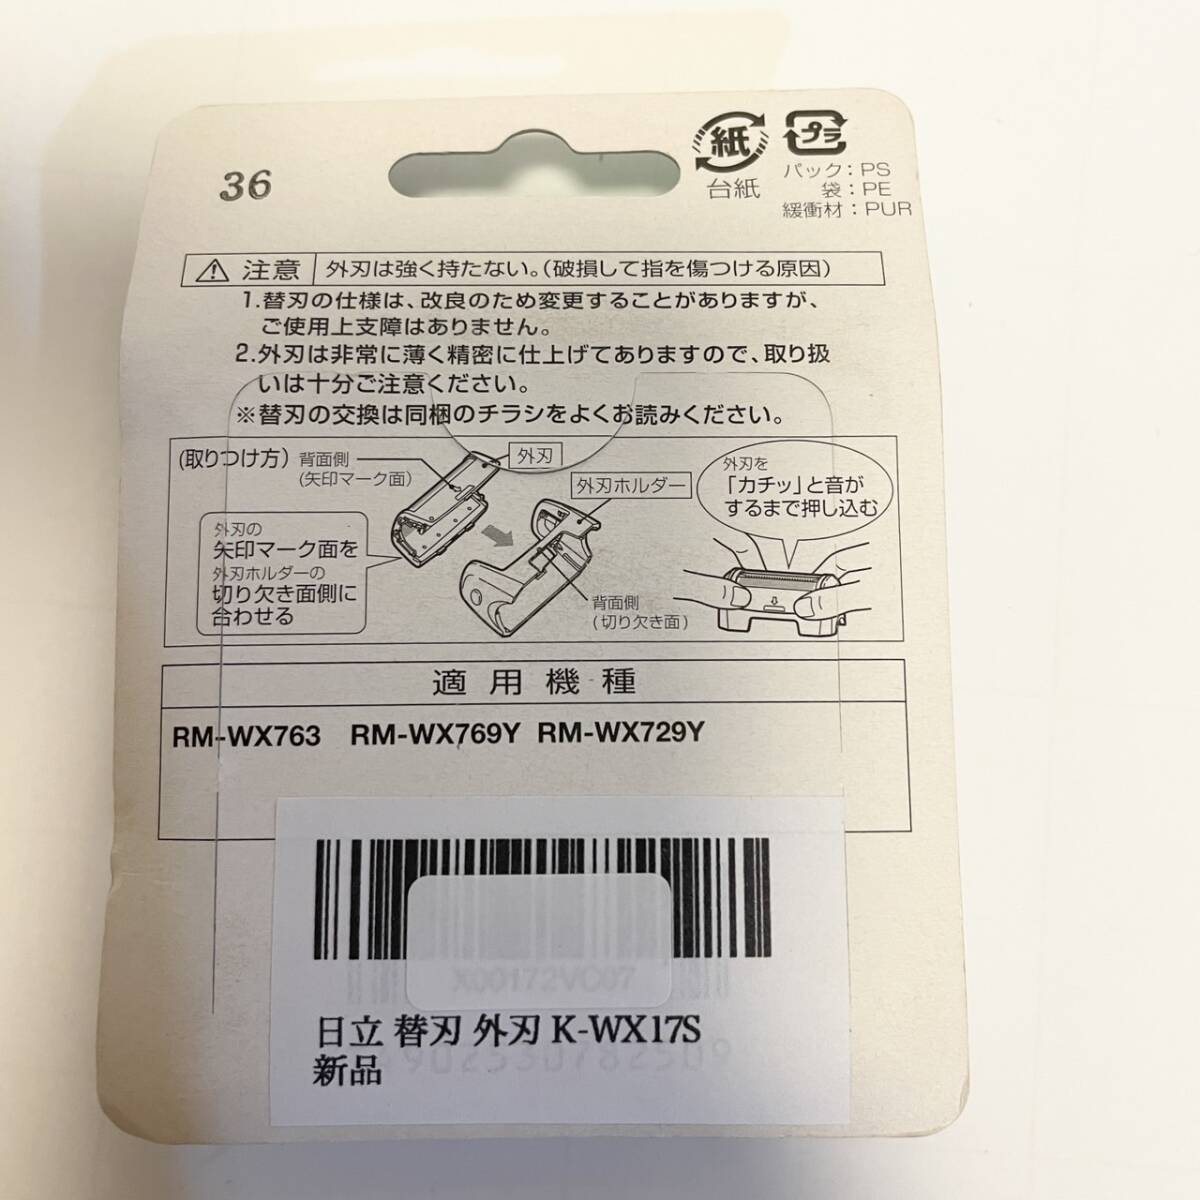 36
紙
台紙
プラ
パック：PS
袋：PE
緩衝材：PUR
注意 外刃は強く持たない。(破損して指を傷つける原因)
1.替刃の仕様は、改良のため変更することがありますが、
ご使用上支障はありません。
2.外刃は非常に薄く精密に仕上げてありますので、取り扱
いは十分ご注意ください。
※替刃の交換は同梱のチラシをよくお読みください。
(取りつけ方)
背面側
(矢印マーク面)
外刃
外刃ホルダー
外刃を
「カチッ」と音が
するまで押し込む
外刃の
矢印マーク面を
外刃ホルダーの
切り欠き面側に
合わせる
背面側
(切り欠き面)
適用機種
RM-WX763 RM-WX769Y RM-WX729Y
X00172VC07
日立 替刃 外刃 K-WX17S
新品